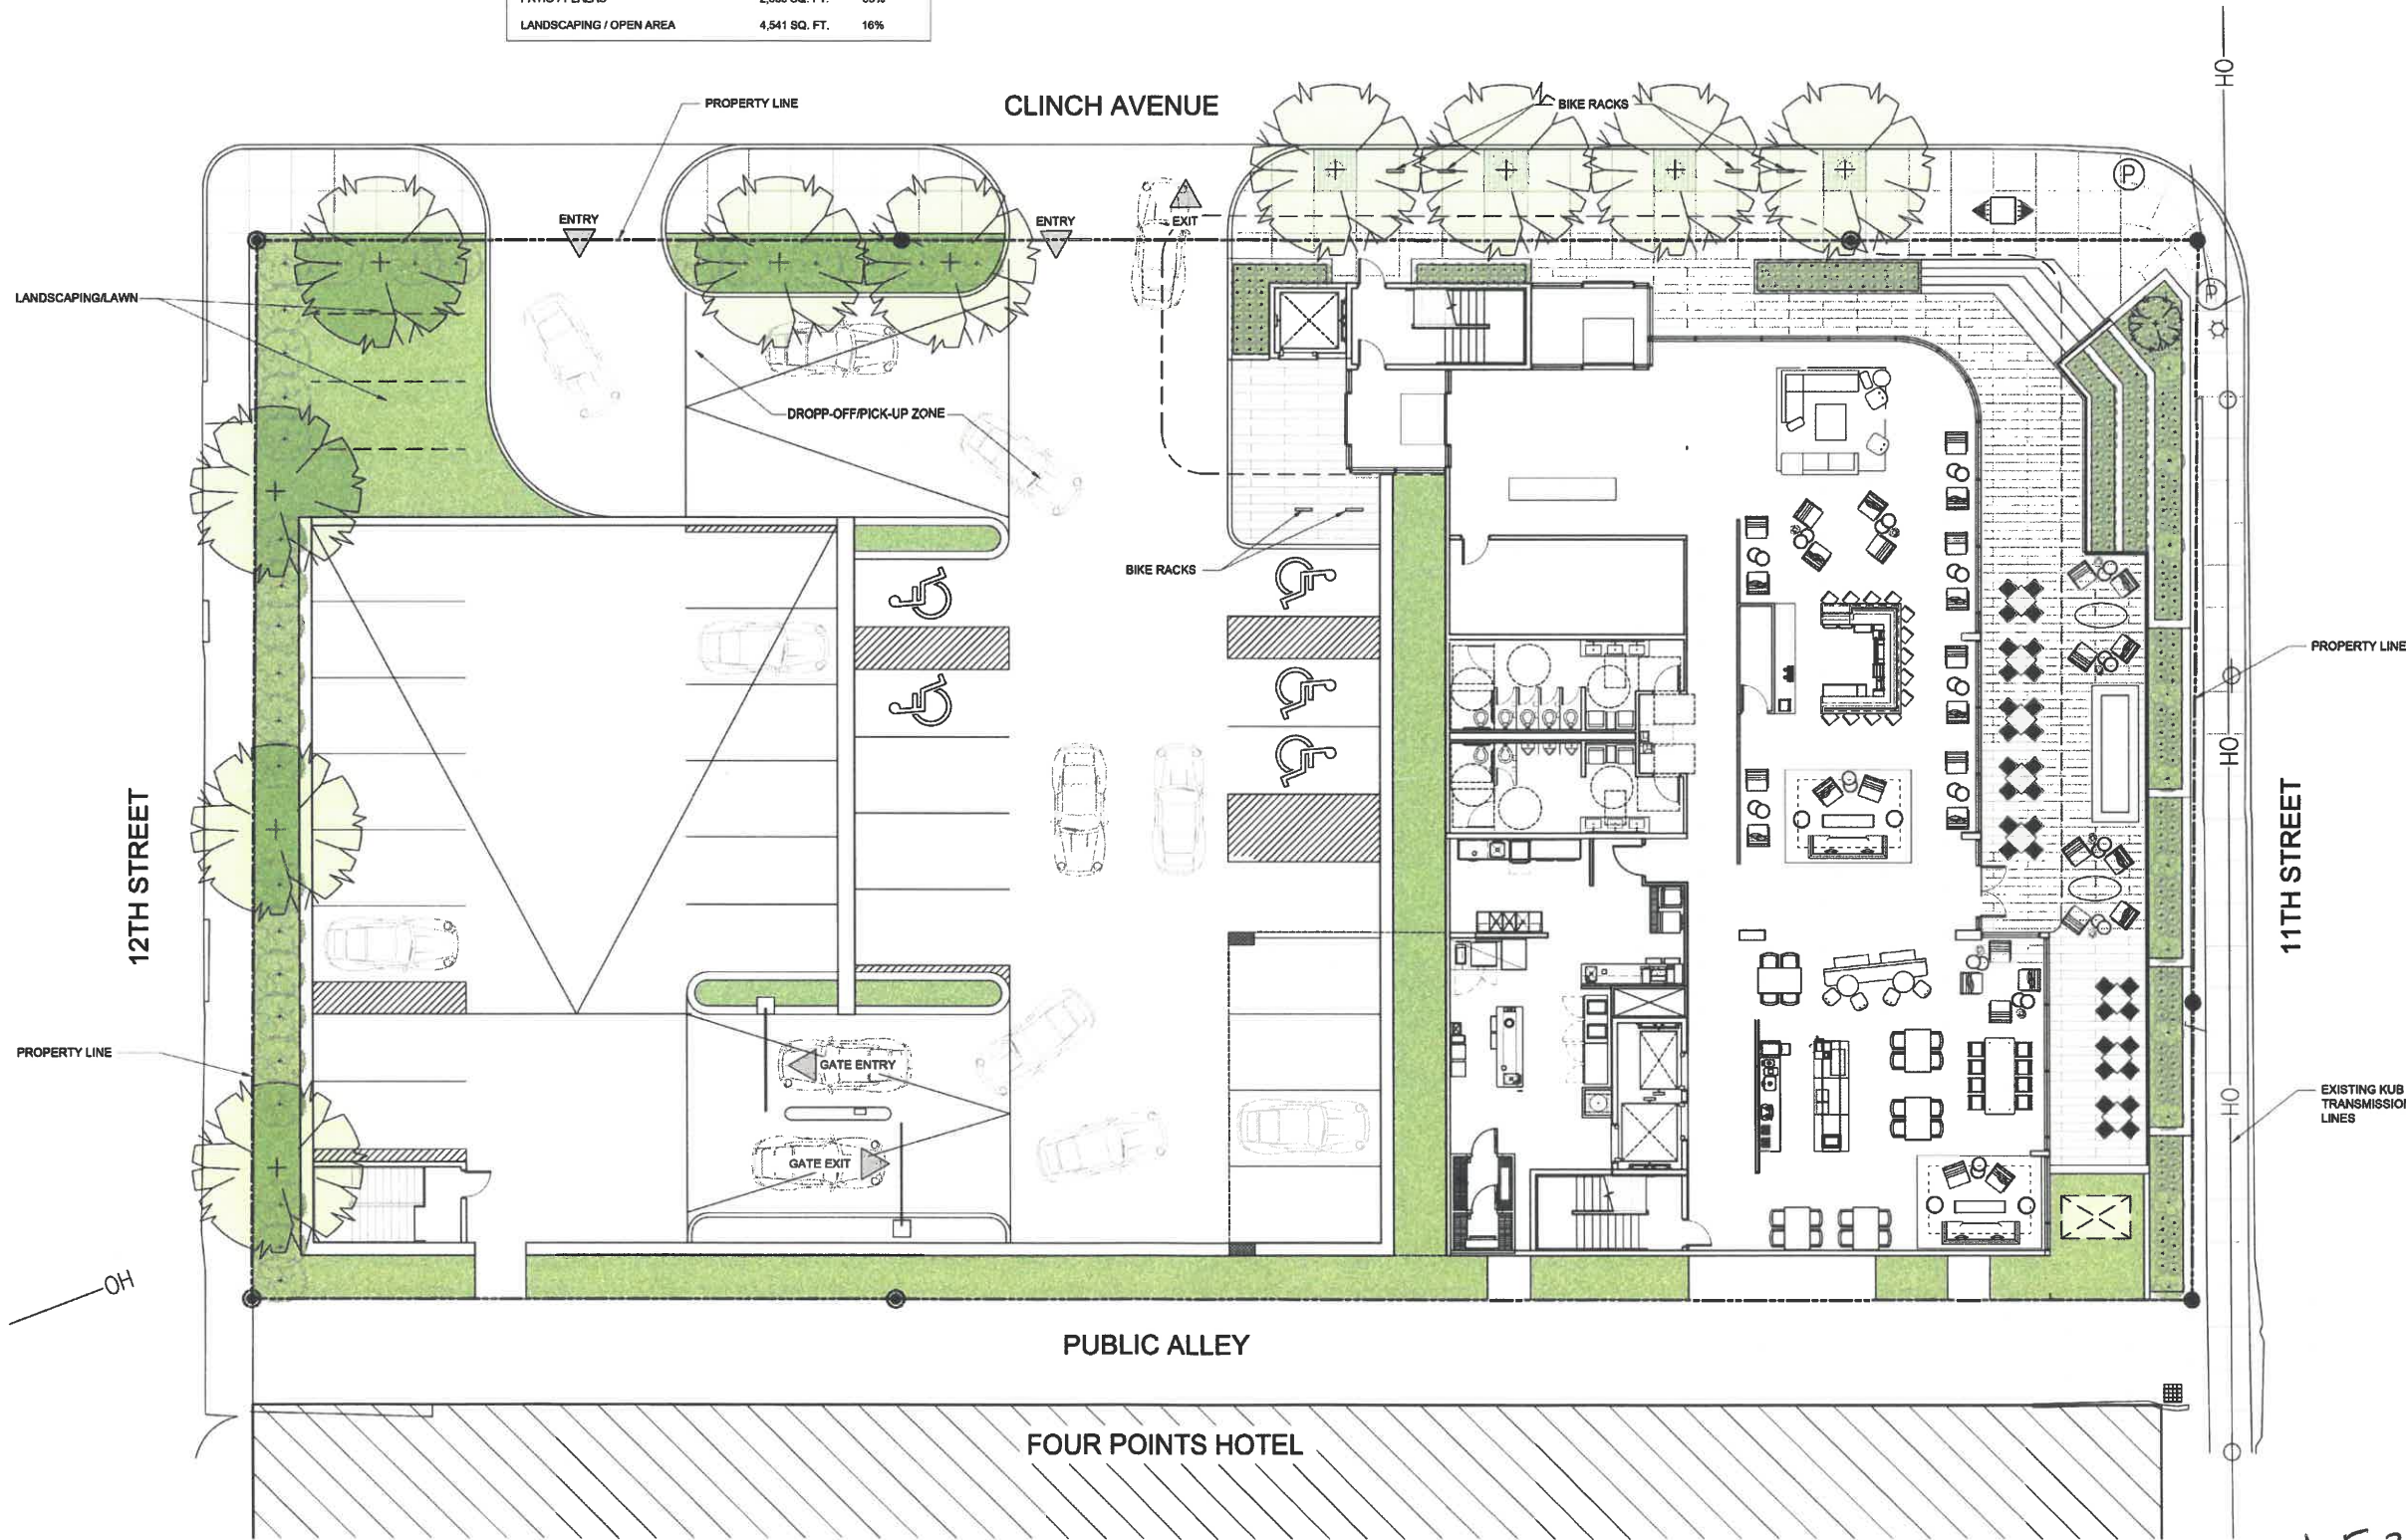 LANDSCAPING / OPEN AREA 4,541 SQ. FT. 16%
OH
PROPERTY LINE
CLINCH AVENUE
BIKE RACKS
P
ENTRY
ENTRY
EXIT
LANDSCAPING/LAWN
P
DROPP-OFF/PICK-UP ZONE
BIKE RACKS
PROPERTY LINE
OH
12TH STREET
11TH STREET
PROPERTY LINE
GATE ENTRY
GATE EXIT
OH
EXISTING KUB
TRANSMISSION
LINES
OH
PUBLIC ALLEY
FOUR POINTS HOTEL